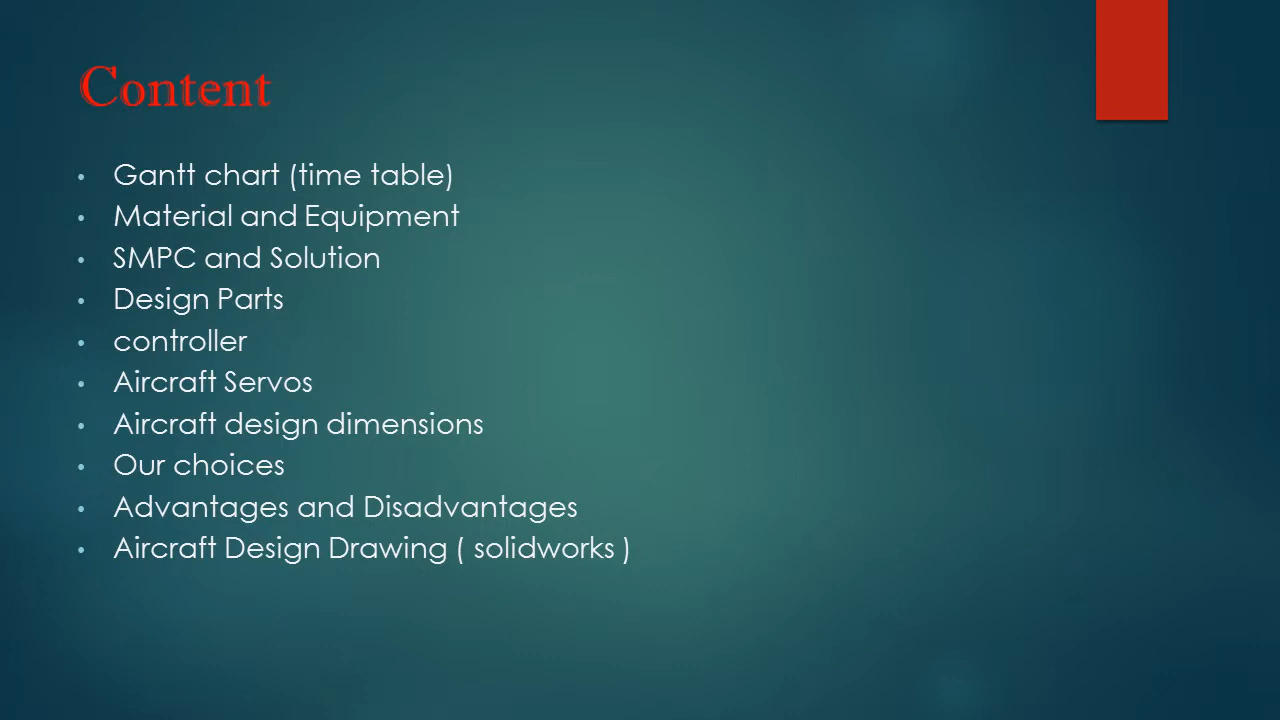 Content
• Gantt chart (time table)
• Material and Equipment
• SMPC and Solution
• Design Parts
• controller
• Aircraft Servos
• Aircraft design dimensions
• Our choices
• Advantages and Disadvantages
• Aircraft Design Drawing ( solidworks )